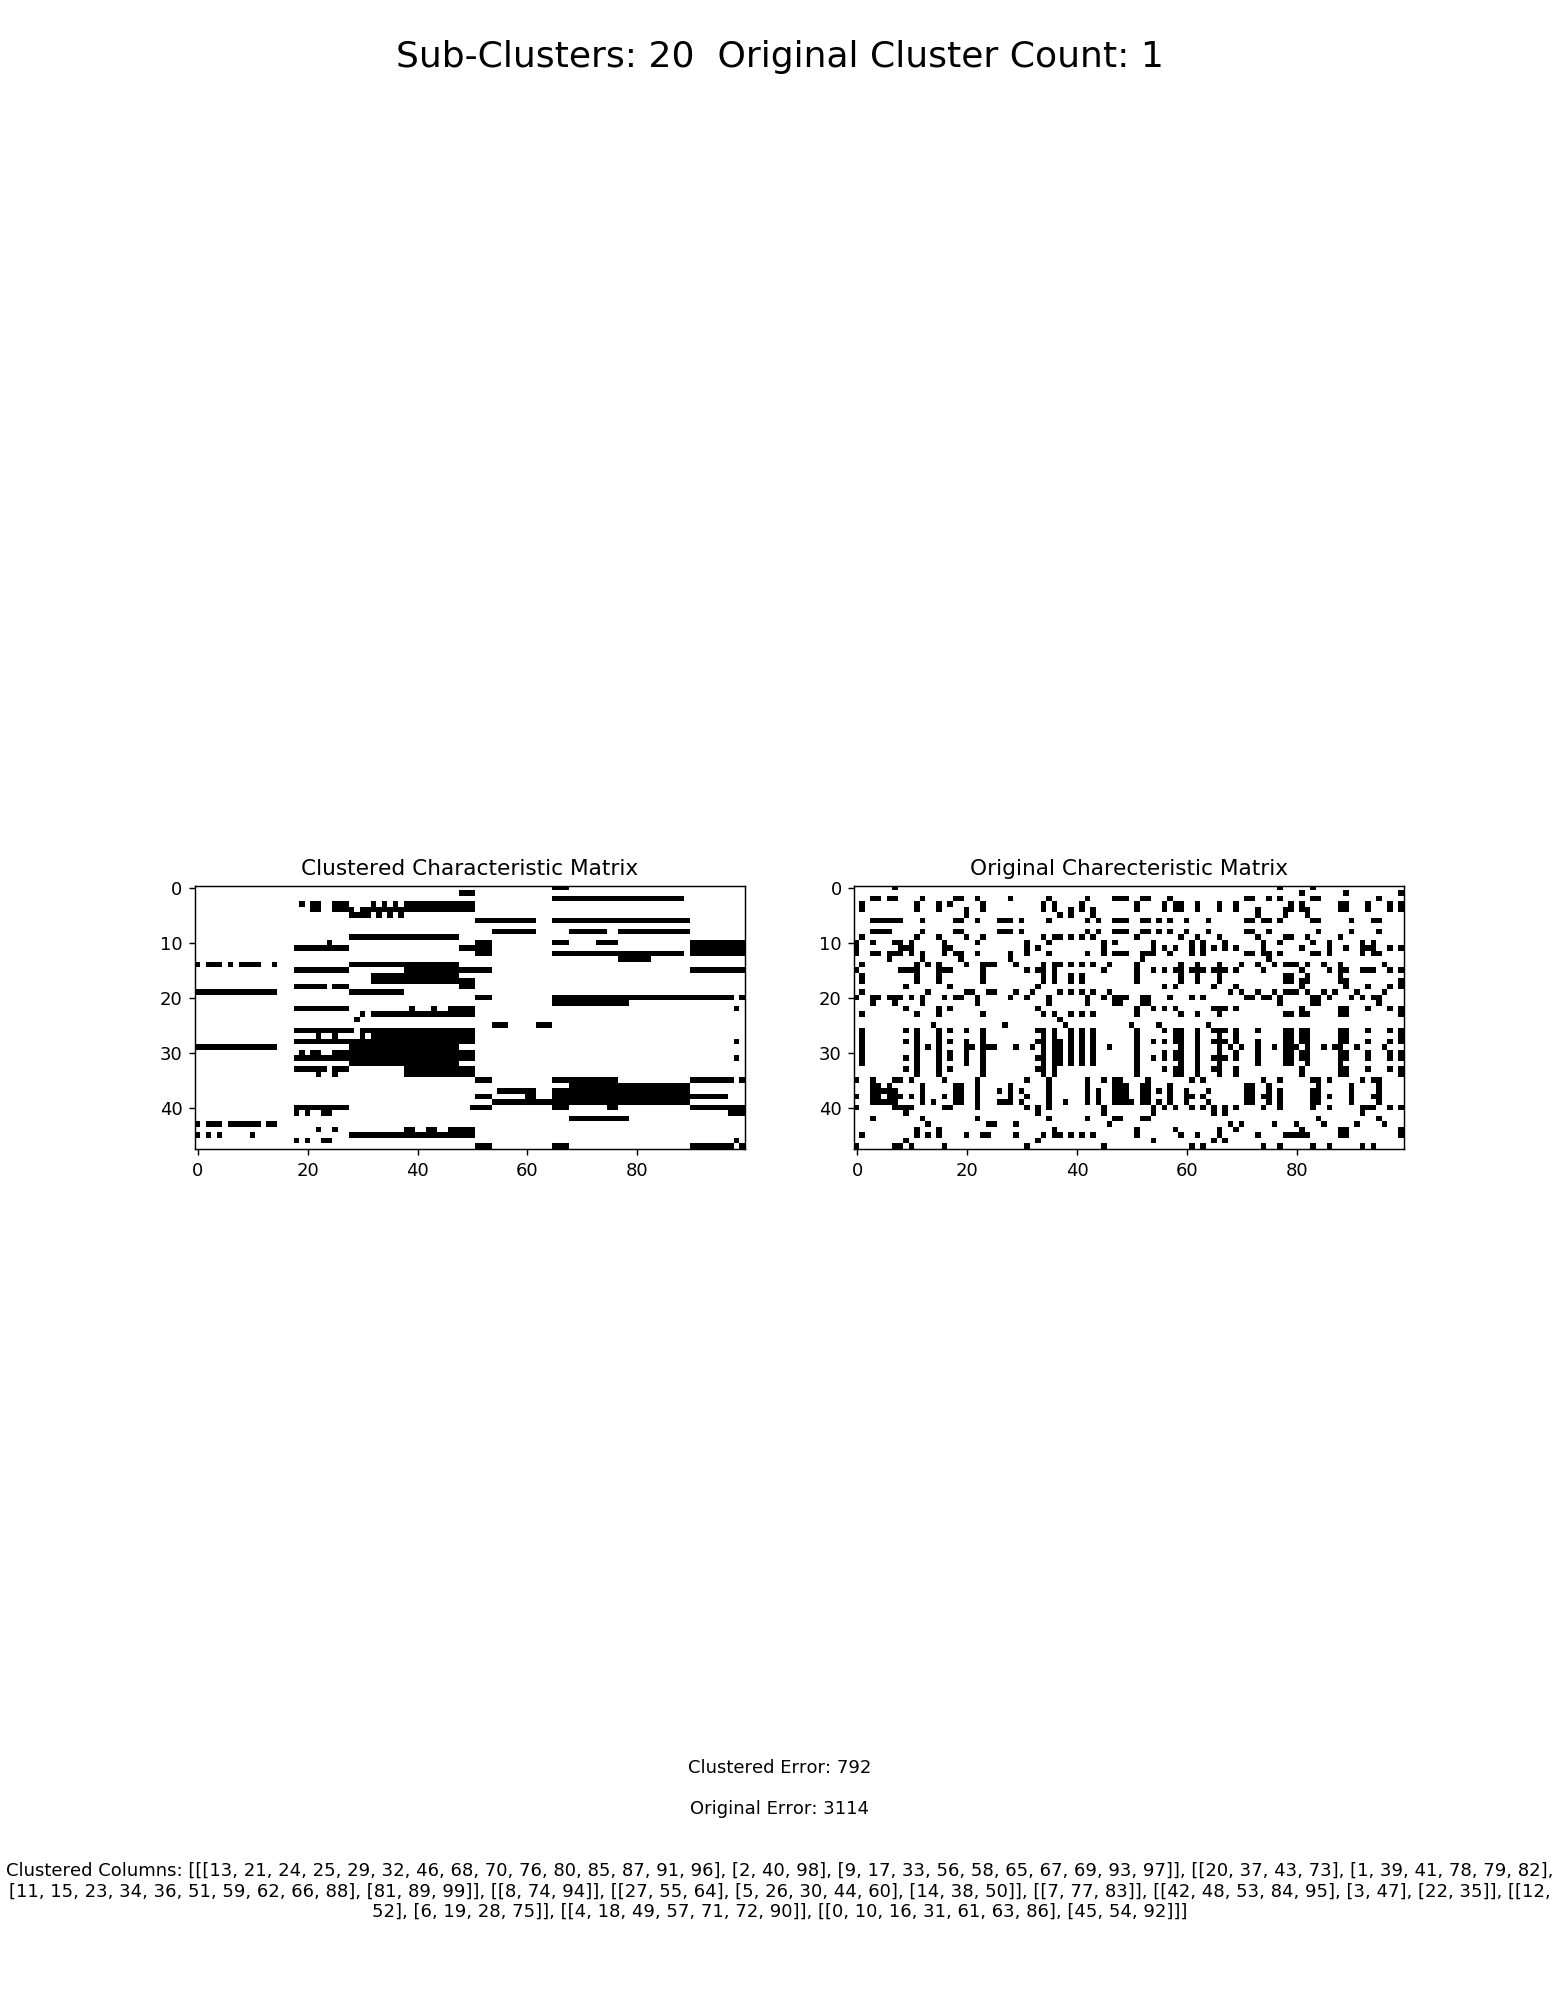 Sub-Clusters: 20  Original Cluster Count: 1
Clustered Characteristic Matrix
0
10
20
30
40
0
20
40
60
80
Original Charecteristic Matrix
0
10
20
30
40
0
20
40
60
80
Clustered Error: 792
Original Error: 3114
Clustered Columns: [[[13, 21, 24, 25, 29, 32, 46, 68, 70, 76, 80, 85, 87, 91, 96], [2, 40, 98], [9, 17, 33, 56, 58, 65, 67, 69, 93, 97]], [[20, 37, 43, 73], [1, 39, 41, 78, 79, 82],
[11, 15, 23, 34, 36, 51, 59, 62, 66, 88], [81, 89, 99]], [[8, 74, 94]], [[27, 55, 64], [5, 26, 30, 44, 60], [14, 38, 50]], [[7, 77, 83]], [[42, 48, 53, 84, 95], [3, 47], [22, 35]], [[12,
52], [6, 19, 28, 75]], [[4, 18, 49, 57, 71, 72, 90]], [[0, 10, 16, 31, 61, 63, 86], [45, 54, 92]]]